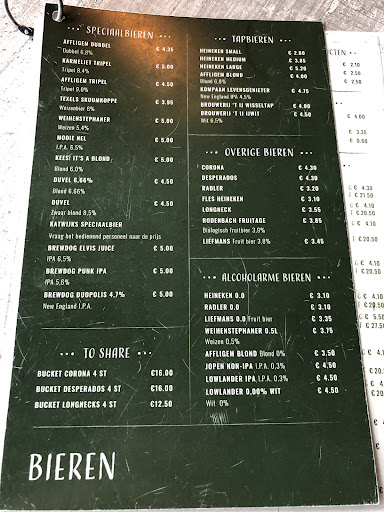 SPECIAALBIEREN
AFFLIGEM DUBBEL € 4.35
Dubbel 6,8%
KARMELIET TRIPEL € 5.00
Tripel 8,4%
AFFLIGEM TRIPEL € 4.50
Tripel 9,0%
TEXELS SKUUMKOPPE € 3.95
Weizenbier 6%
WEIHENSTEPHANER € 5.00
Weizen 5,4%
MOOIE NEL € 5.00
I.P.A. 6,5%
KEES! IT'S A BLOND € 5.00
Blond 6,0%
DUVEL 6,66% € 4.50
Blond 6,66%
DUVEL € 4.50
Zwaar blond 8,5%
KATWIJKS SPECIAALBIER
Vraag het bedienend personeel naar de prijs
BREWDOG ELVIS JUICE € 5.00
IPA 6,5%
BREWDOG PUNK IPA € 5.00
IPA 5,6%
BREWDOG DUOPOLIS 4,7% € 5.00
New England I.P.A.
TO SHARE
BUCKET CORONA 4 ST €16.00
BUCKET DESPERADOS 4 ST €16.00
BUCKET LONGNECKS 4 ST €12.50
BIEREN
TAPBIEREN
HEINEKEN SMALL € 2.80
HEINEKEN MEDIUM
HEINEKEN LARGE € 5.20
AFFLIGEM BLOND € 4.00
Blond 6,8%
KOMPAAN LEVENSGENIETER € 4.75
New England IPA 4,5%
BROUWERIJ 'T IJ WISSELTAP € 4.50
BROUWERIJ 'T IJ IJWIT € 4.50
Wit 6,5%
OVERIGE BIEREN
CORONA € 4.30
DESPERADOS € 4.30
RADLER € 3.20
FLES HEINEKEN € 3.10
LONGNECK € 3.55
RODENBACH FRUITAGE € 3.85
Biologisch fruitbier 3,9%
LIEFMANS Fruit bier 3,8% € 3.45
ALCOHOLARME BIEREN
HEINEKEN 0.0 € 3.10
RADLER 0.0 € 3.10
LIEFMANS 0.0 Fruit bier € 3.35
WEIHENSTEPHANER 0.5L € 3.75
Weizen 0,5%
AFFLIGEM BLOND Blond 0% € 3.50
JOPEN NON-IPA I.P.A. 0,3% € 4.50
LOWLANDER IPA I.P.A. 0,3% € 4.50
LOWLANDER 0,00% WIT € 4.50
Wit 0%